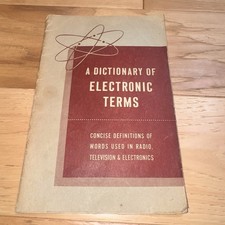 A DICTIONARY OF
ELECTRONIC
TERMS
CONCISE DEFINITIONS OF
WORDS USED IN RADIO,
TELEVISION & ELECTRONICS